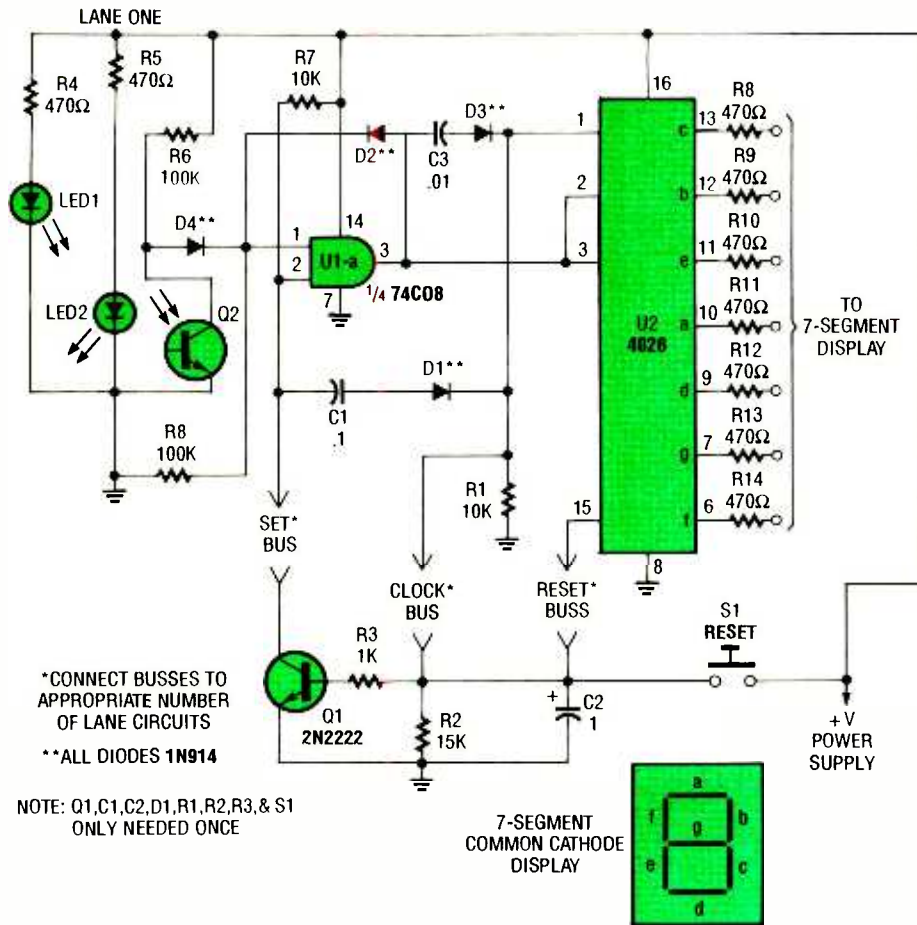 LANE ONE
R4
470Ω
R5
470Ω
R6
100K
R7
10K
LED1
LED2
D4**
Q2
R8
100K
D2**
C3
.01
D3**
1
2
14
3
7
U1-a
1/4 74C08
C1
.1
D1**
R1
10K
16
1
2
3
15
8
U2
4026
c
13
R8
470Ω
b
12
R9
470Ω
e
11
R10
470Ω
a
10
R11
470Ω
d
9
R12
470Ω
g
7
R13
470Ω
f
6
R14
470Ω
TO
7-SEGMENT
DISPLAY
SET*
BUS
CLOCK*
BUS
RESET*
BUSS
S1
RESET
R3
1K
Q1
2N2222
R2
15K
+
C2
1
+V
POWER
SUPPLY
*CONNECT BUSSES TO
APPROPRIATE NUMBER
OF LANE CIRCUITS
**ALL DIODES 1N914
NOTE: Q1,C1,C2,D1,R1,R2,R3,& S1
ONLY NEEDED ONCE
7-SEGMENT
COMMON CATHODE
DISPLAY
a
f
b
g
e
c
d